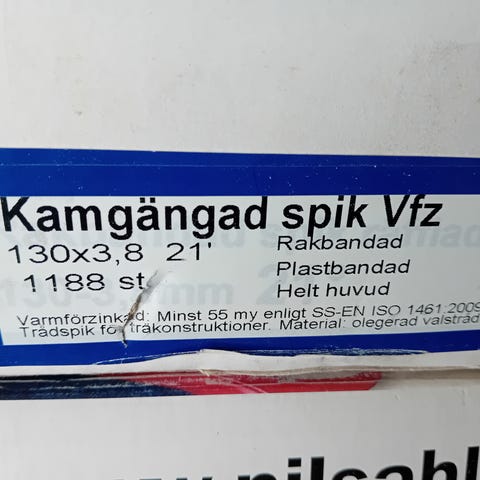 Kamgängad spik Vfz
130x3,8 21'
Rakbandad
1188 st
Plastbandad
Helt huvud
Varmförzinkad: Minst 55 my enligt SS-EN ISO 1461:2009
Trådspik för träkonstruktioner. Material: olegerad valstråd